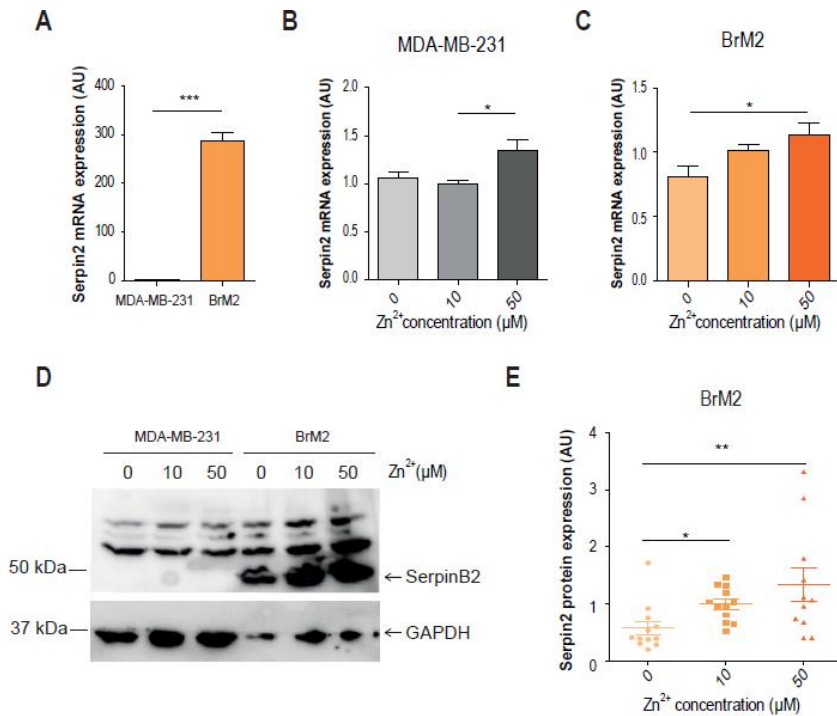 A
Serpin2 mRNA expression (AU)
400
300
200
100
0
***
MDA-MB-231 BrM2
B
MDA-MB-231
Serpin2 mRNA expression (AU)
2.0
1.5
1.0
0.5
0.0
*
0 10 50
Zn2+concentration (µM)
C
BrM2
Serpin2 mRNA expression (AU)
1.5
1.0
0.5
0.0
*
0 10 50
Zn2+concentration (µM)
D
MDA-MB-231 BrM2
0 10 50 0 10 50 Zn2+(µM)
50 kDa
←SerpinB2
37 kDa
←GAPDH
E
BrM2
Serpin2 protein expression (AU)
4
3
2
1
0
**
*
0 10 50
Zn2+ concentration (µM)